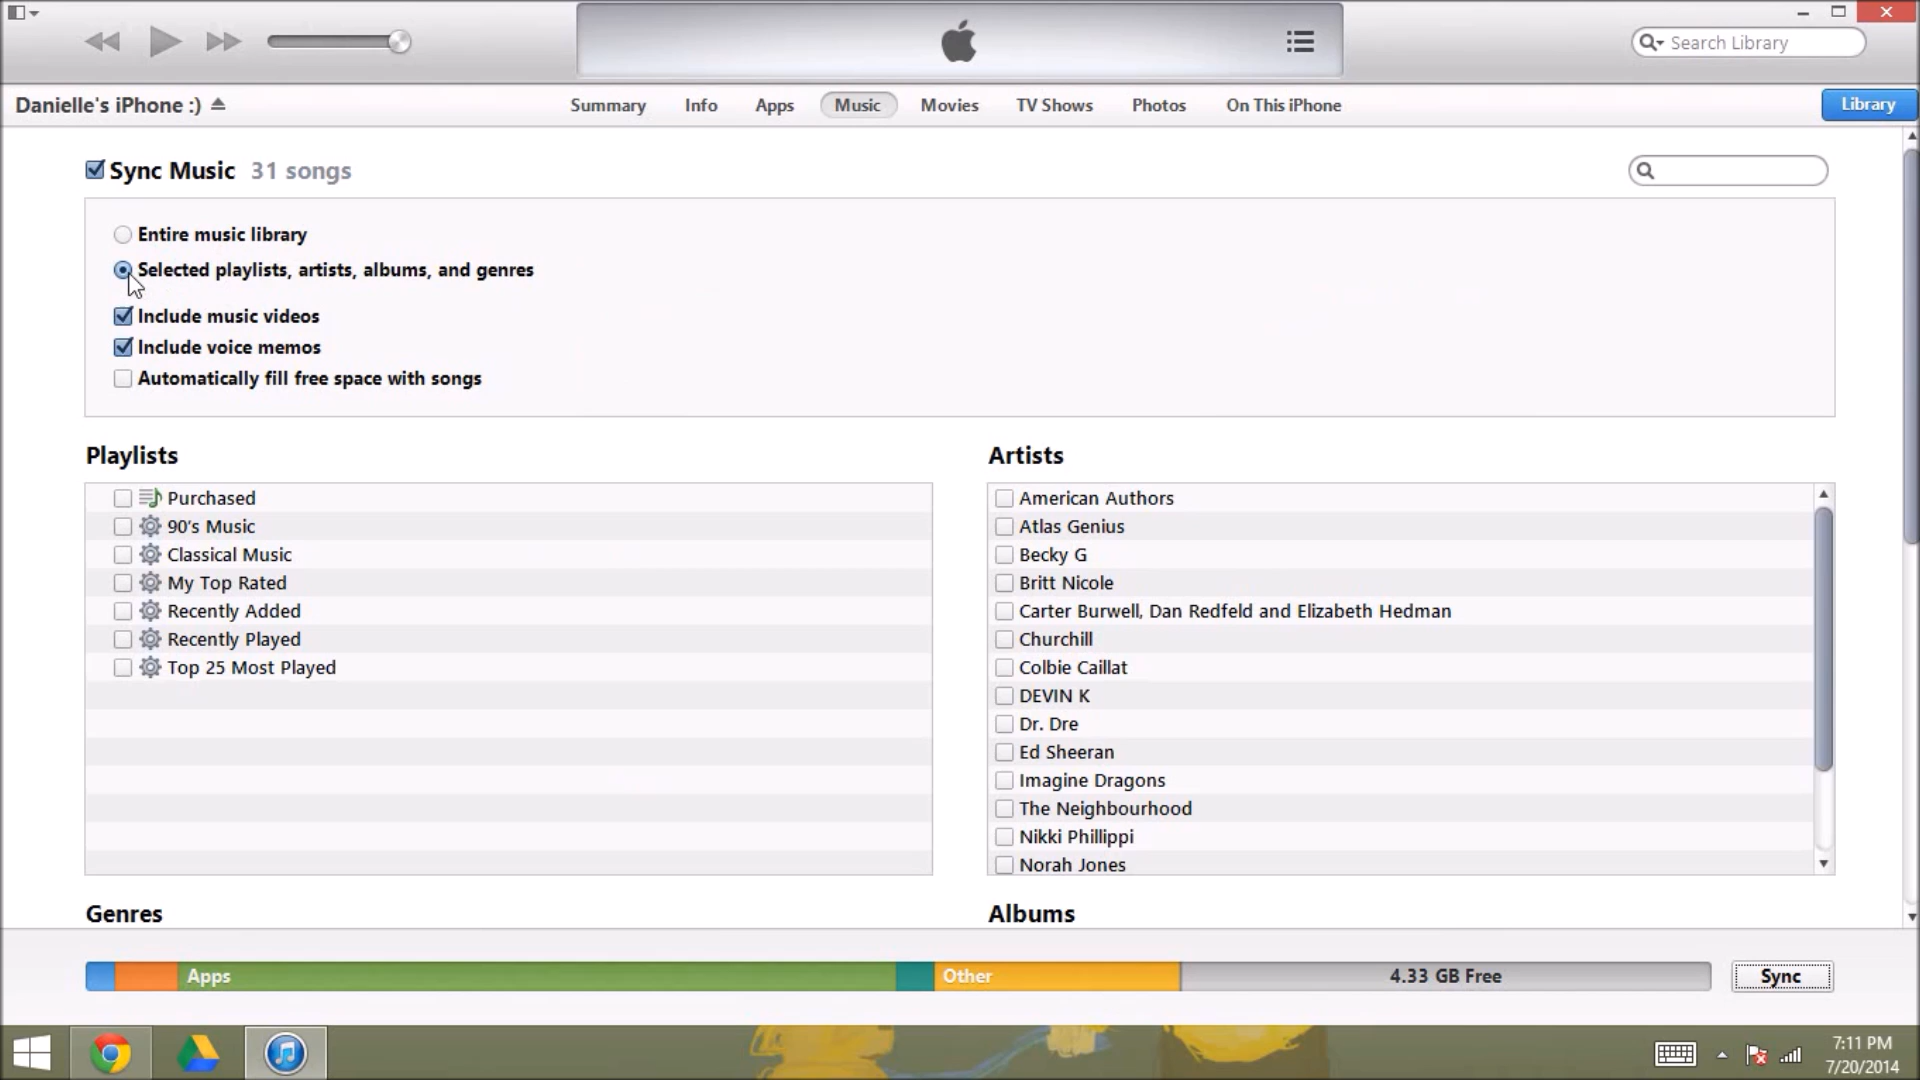 Search Library
Danielle's iPhone :)
Summary Info Apps Music Movies TV Shows Photos On This iPhone
Library
Sync Music 31 songs
Entire music library
Selected playlists, artists, albums, and genres
Include music videos
Include voice memos
Automatically fill free space with songs
Playlists
Purchased
90's Music
Classical Music
My Top Rated
Recently Added
Recently Played
Top 25 Most Played
Artists
American Authors
Atlas Genius
Becky G
Britt Nicole
Carter Burwell, Dan Redfeld and Elizabeth Hedman
Churchill
Colbie Caillat
DEVIN K
Dr. Dre
Ed Sheeran
Imagine Dragons
The Neighbourhood
Nikki Phillippi
Norah Jones
Genres
Albums
Apps Other 4.33 GB Free
Sync
7:11 PM
7/20/2014